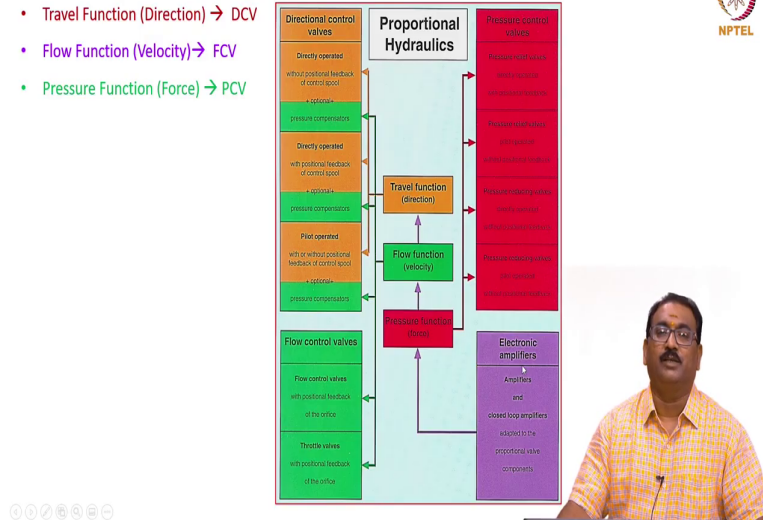 • Travel Function (Direction) → DCV
• Flow Function (Velocity)→ FCV
• Pressure Function (Force) → PCV
Directional control
valves
Directly operated
without positional feedback
of control spool
+ optional+
pressure compensators
Directly operated
with positional feedback
of control spool
+ optional+
pressure compensators
Pilot operated
with or without positional
feedback of control spool
+ optional+
pressure compensators
Flow control valves
Flow control valves
with positional feedback
of the orifice
Throttle valves
with positional feedback
of the orifice
Proportional
Hydraulics
Travel function
(direction)
Flow function
(velocity)
Pressure function
(force)
Pressure control
valves
Electronic
amplifiers
Amplifiers
and
closed loop amplifiers
adapted to the
proportional valve
components
NPTEL